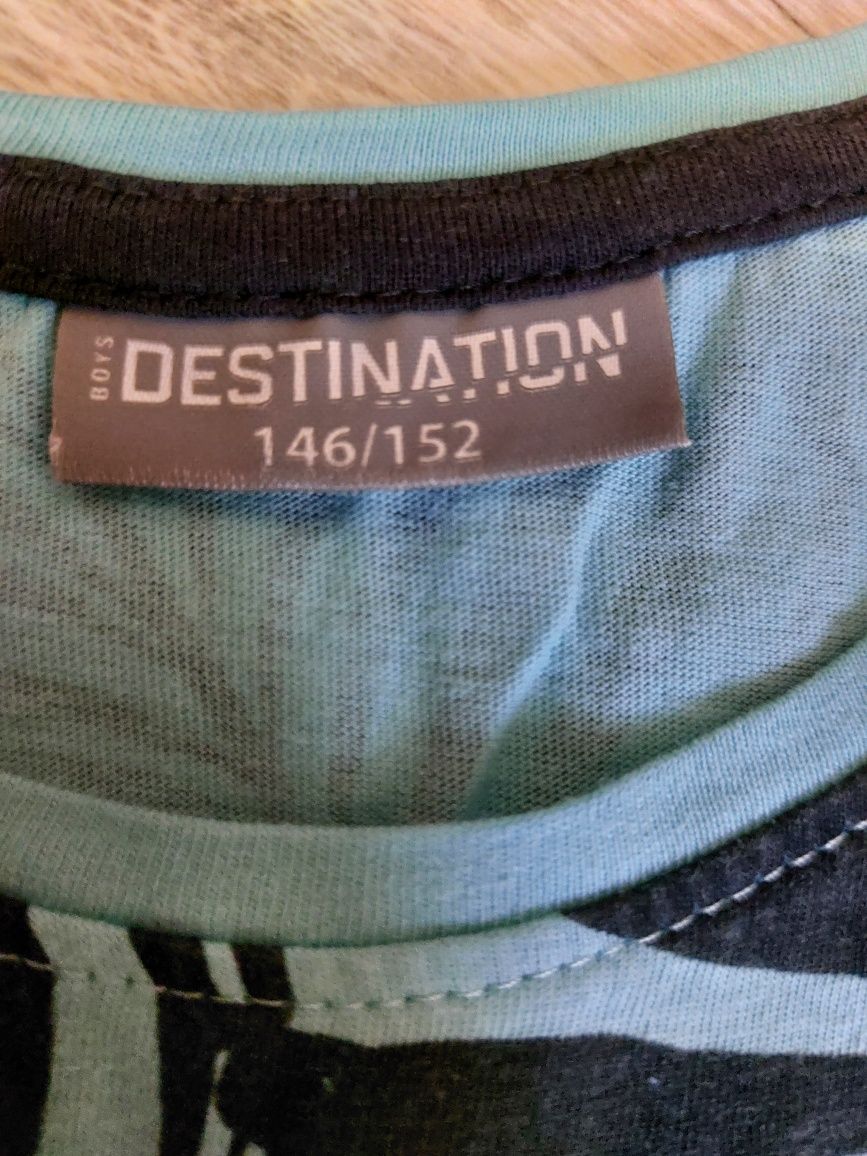 BOYS
DESTINATION
146/152